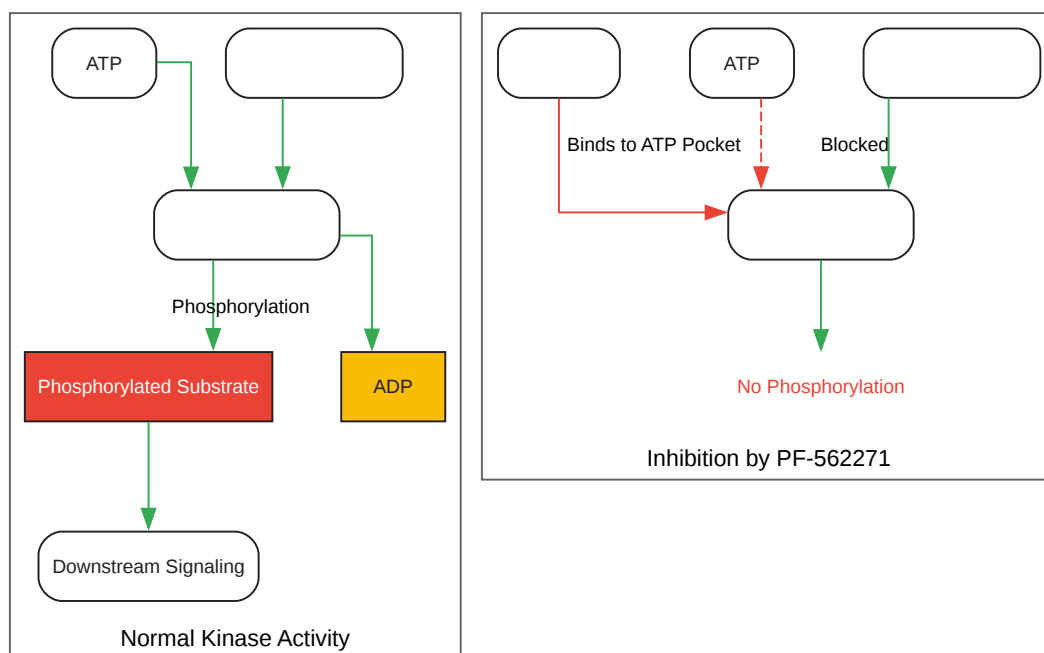 ATP
Phosphorylation
Phosphorylated Substrate
ADP
Downstream Signaling
Normal Kinase Activity
ATP
Binds to ATP Pocket
Blocked
No Phosphorylation
Inhibition by PF-562271